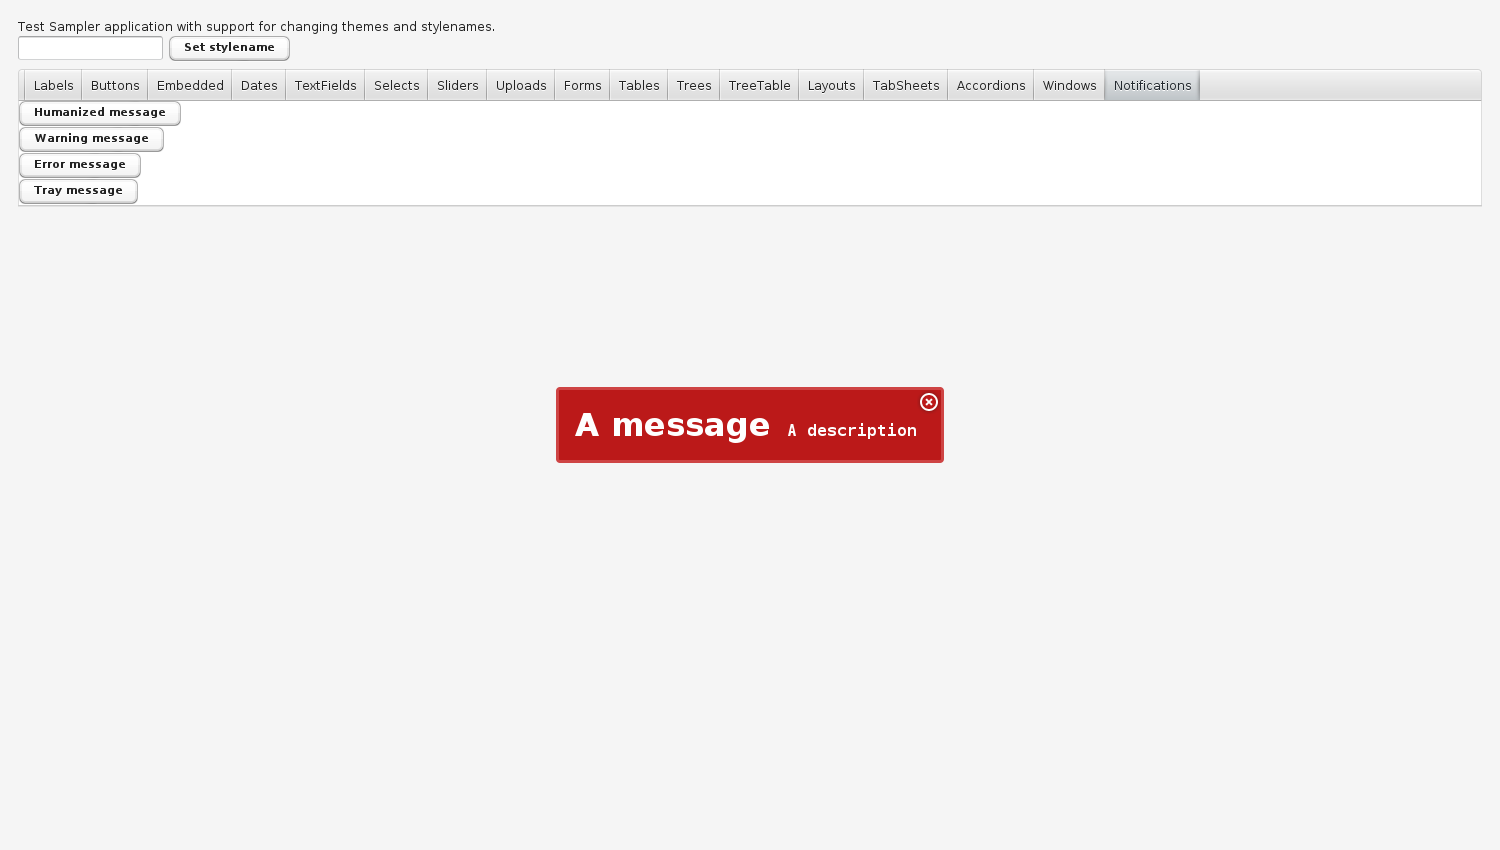 Test Sampler application with support for changing themes and stylenames.
Set stylename
Labels Buttons Embedded Dates TextFields Selects Sliders Uploads Forms Tables Trees TreeTable Layouts TabSheets Accordions Windows Notifications
Humanized message
Warning message
Error message
Tray message
A message A description